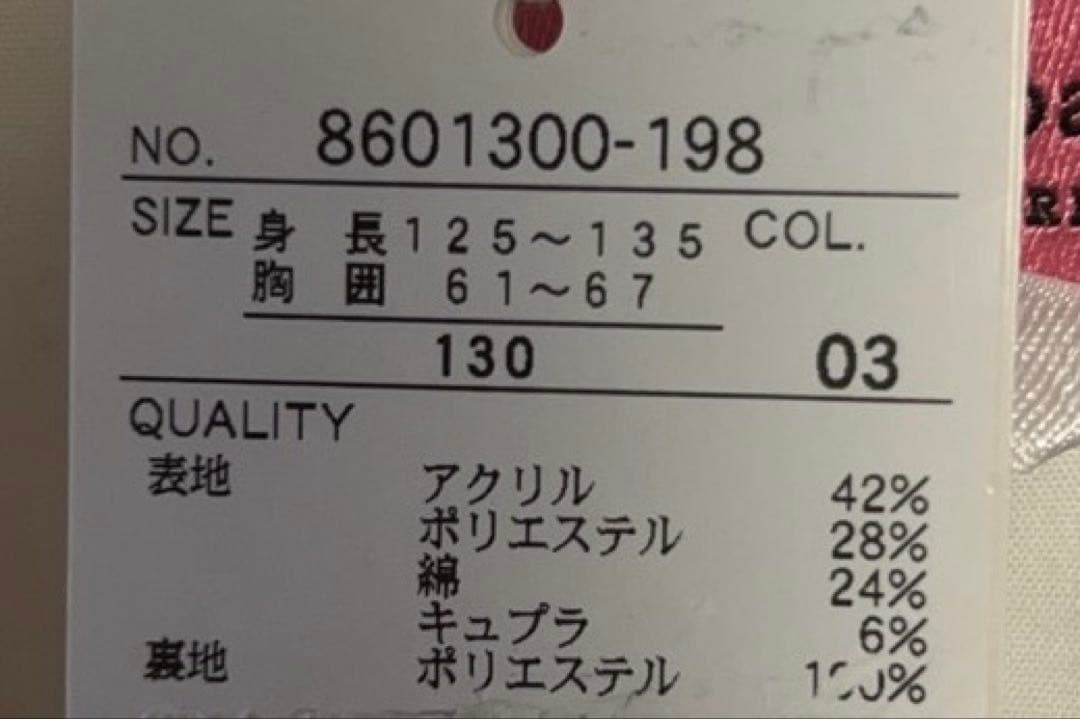 NO. 8601300-198
SIZE 身 長 125~135 COL.
胸 囲 61~67
130 03
QUALITY
表地 アクリル 42%
ポリエステル 28%
綿 24%
キュプラ 6%
裏地 ポリエステル